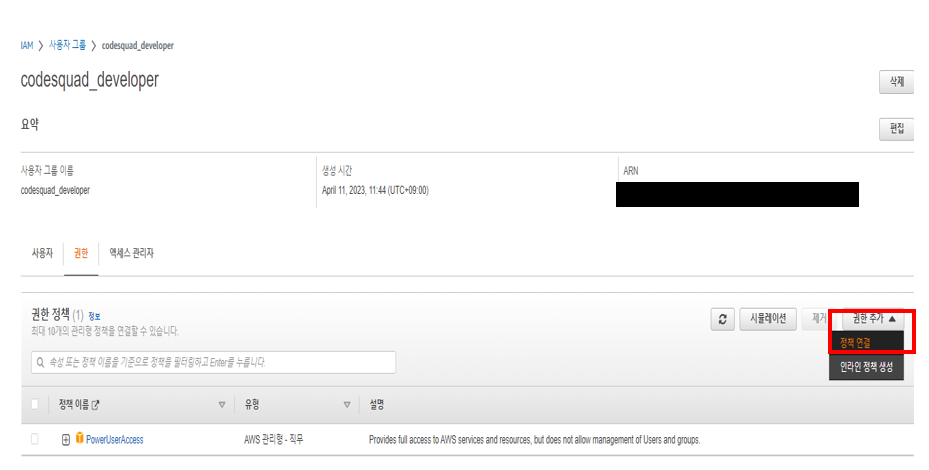 IAM > 사용자 그룹 > codesquad_developer
codesquad_developer
삭제
요약
편집
사용자 그룹 이름
codesquad_developer
생성 시간
April 11, 2023, 11:44 (UTC+09:00)
ARN
사용자 권한 액세스 관리자
권한 정책 (1) 정보
최대 10개의 관리형 정책을 연결할 수 있습니다.
시뮬레이션 제거 권한 추가
정책 연결
인라인 정책 생성
속성 또는 정책 이름을 기준으로 정책을 필터링하고 Enter를 누릅니다.
정책 이름 유형 설명
PowerUserAccess AWS 관리형 - 직무 Provides full access to AWS services and resources, but does not allow management of Users and groups.